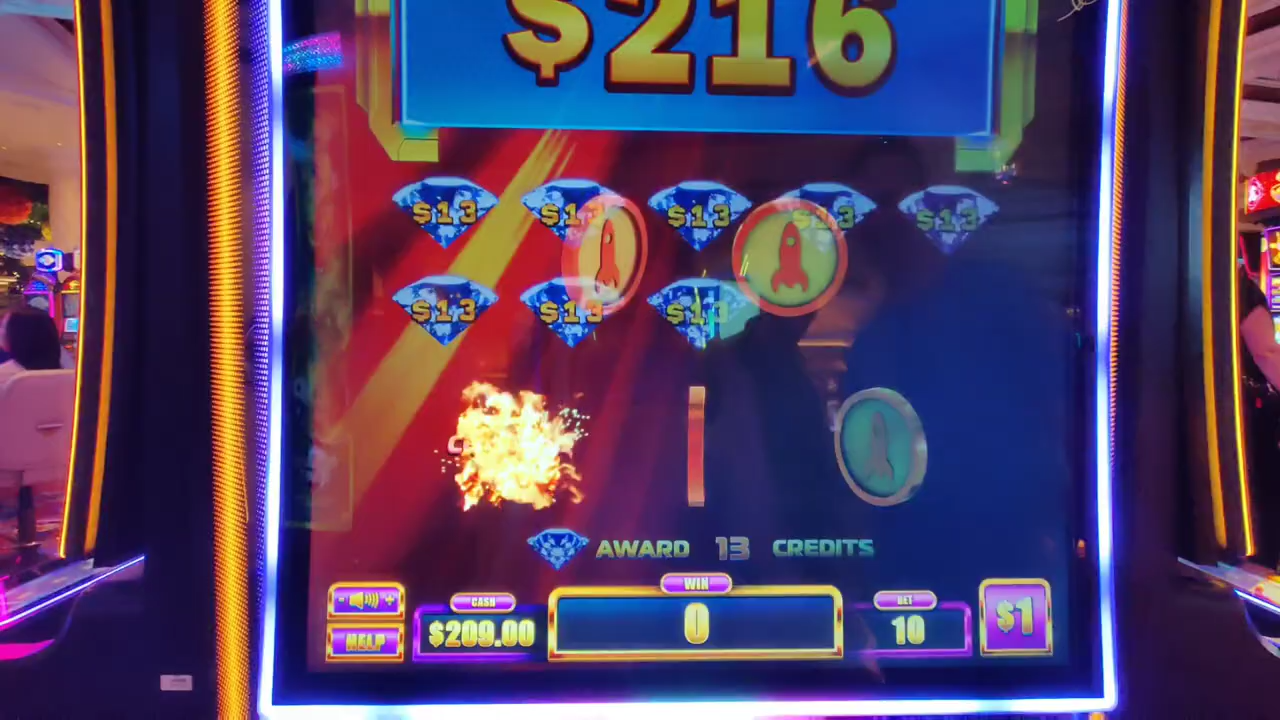 $216
$13 $13 $13 $13 $13
$13 $13 $13
AWARD 13 CREDITS
WIN
CASH
BET
- +
$209.00
0
10
$1
HELP